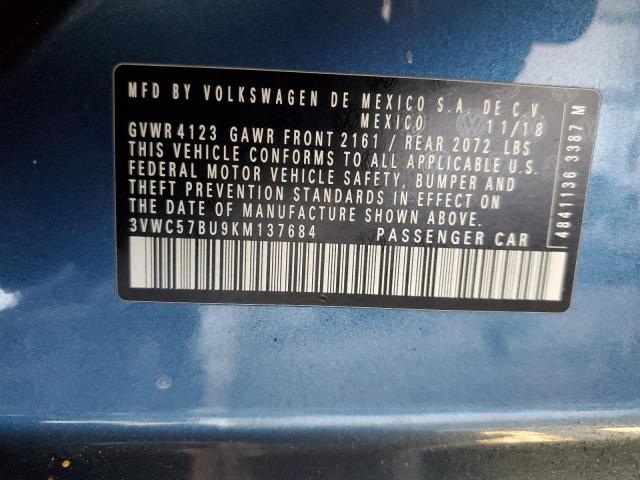 MFD BY VOLKSWAGEN DE MEXICO S.A. DE C.V.
MEXICO 11/18
GVWR 4123 GAWR FRONT 2161 / REAR 2072 LBS
THIS VEHICLE CONFORMS TO ALL APPLICABLE U.S.
FEDERAL MOTOR VEHICLE SAFETY, BUMPER AND
THEFT PREVENTION STANDARDS IN EFFECT ON
THE DATE OF MANUFACTURE SHOWN ABOVE.
3VWC57BU9KM137684 PASSENGER CAR
4841136 3387 M